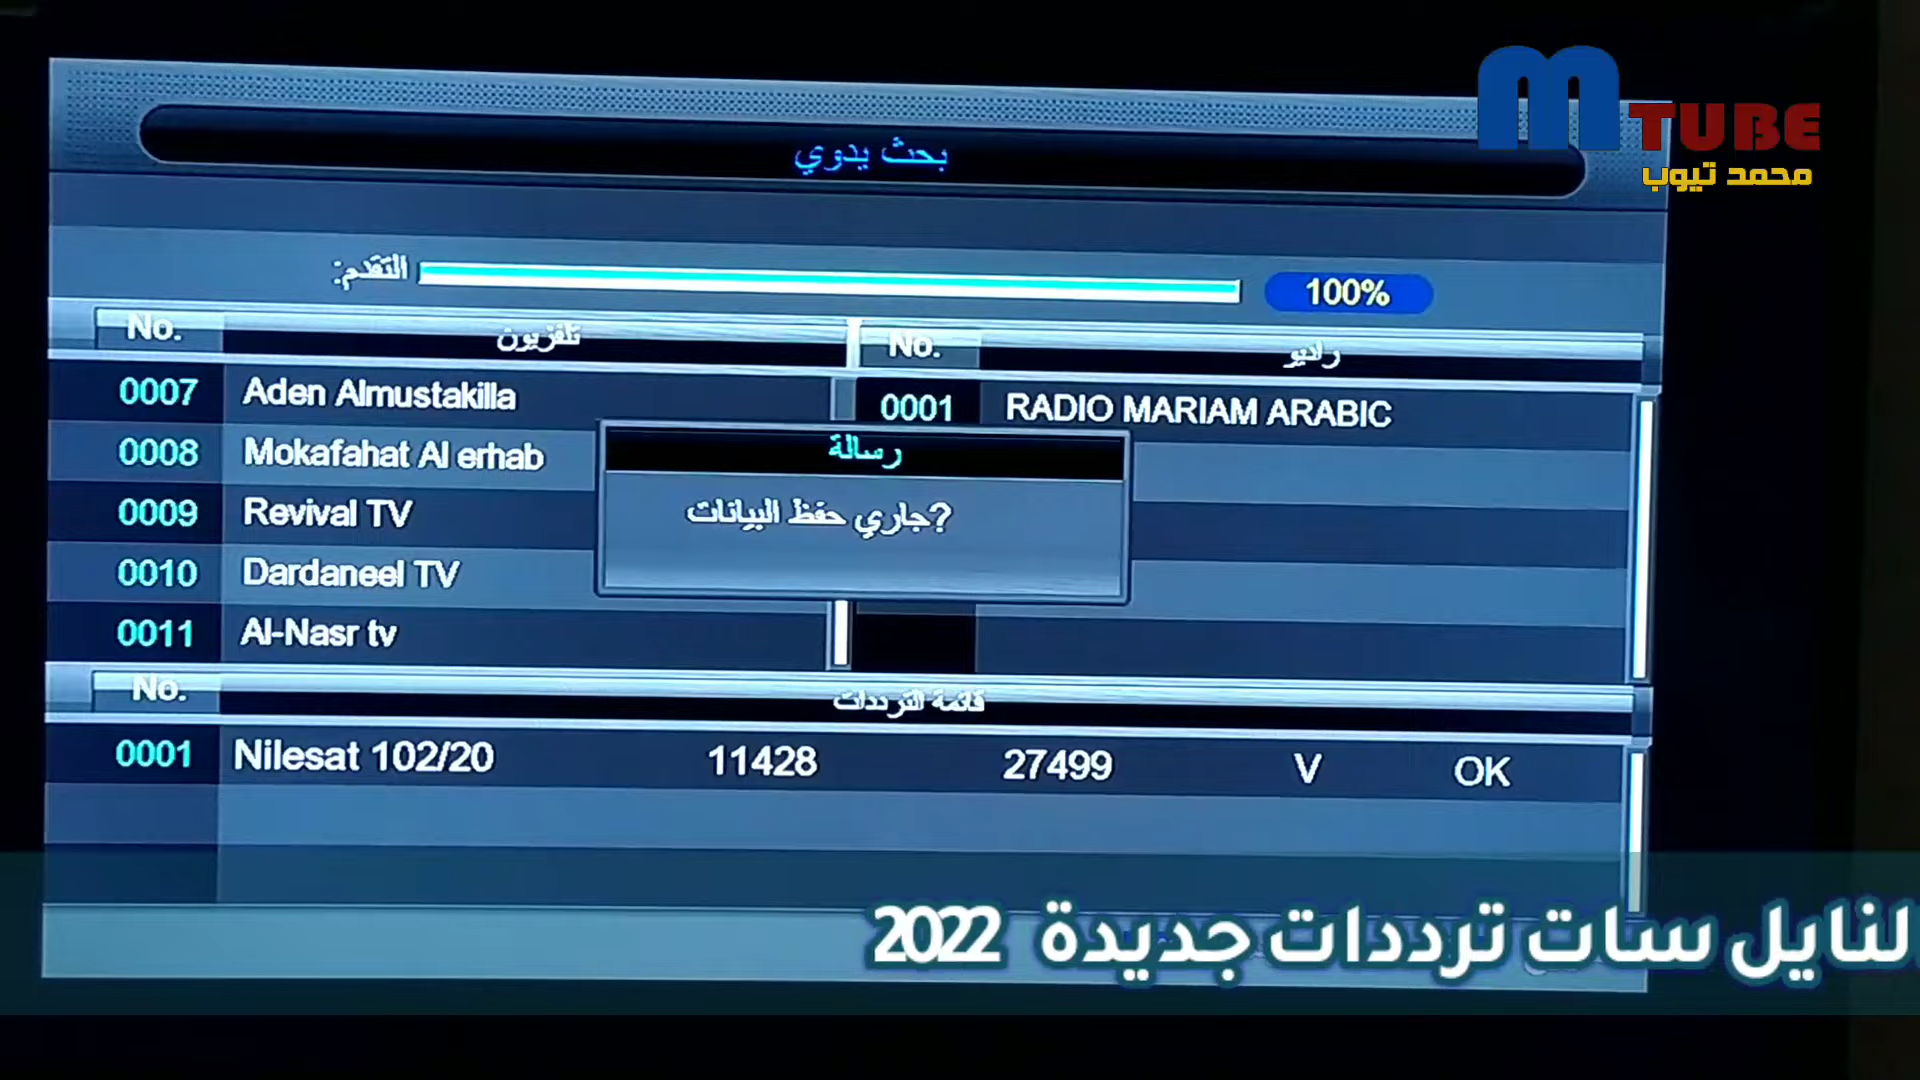 M TUBE
محمد تيوب
بحث يدوي
التقدم: 100%
No. تلفزيون No. راديو
0007 Aden Almustakilla 0001 RADIO MARIAM ARABIC
0008 Mokafahat Al erhab
0009 Revival TV
0010 Dardaneel TV
0011 Al-Nasr tv
رسالة
جاري حفظ البيانات?
No. قائمة الترددات
0001 Nilesat 102/20 11428 27499 V OK
لنايل سات ترددات جديدة 2022